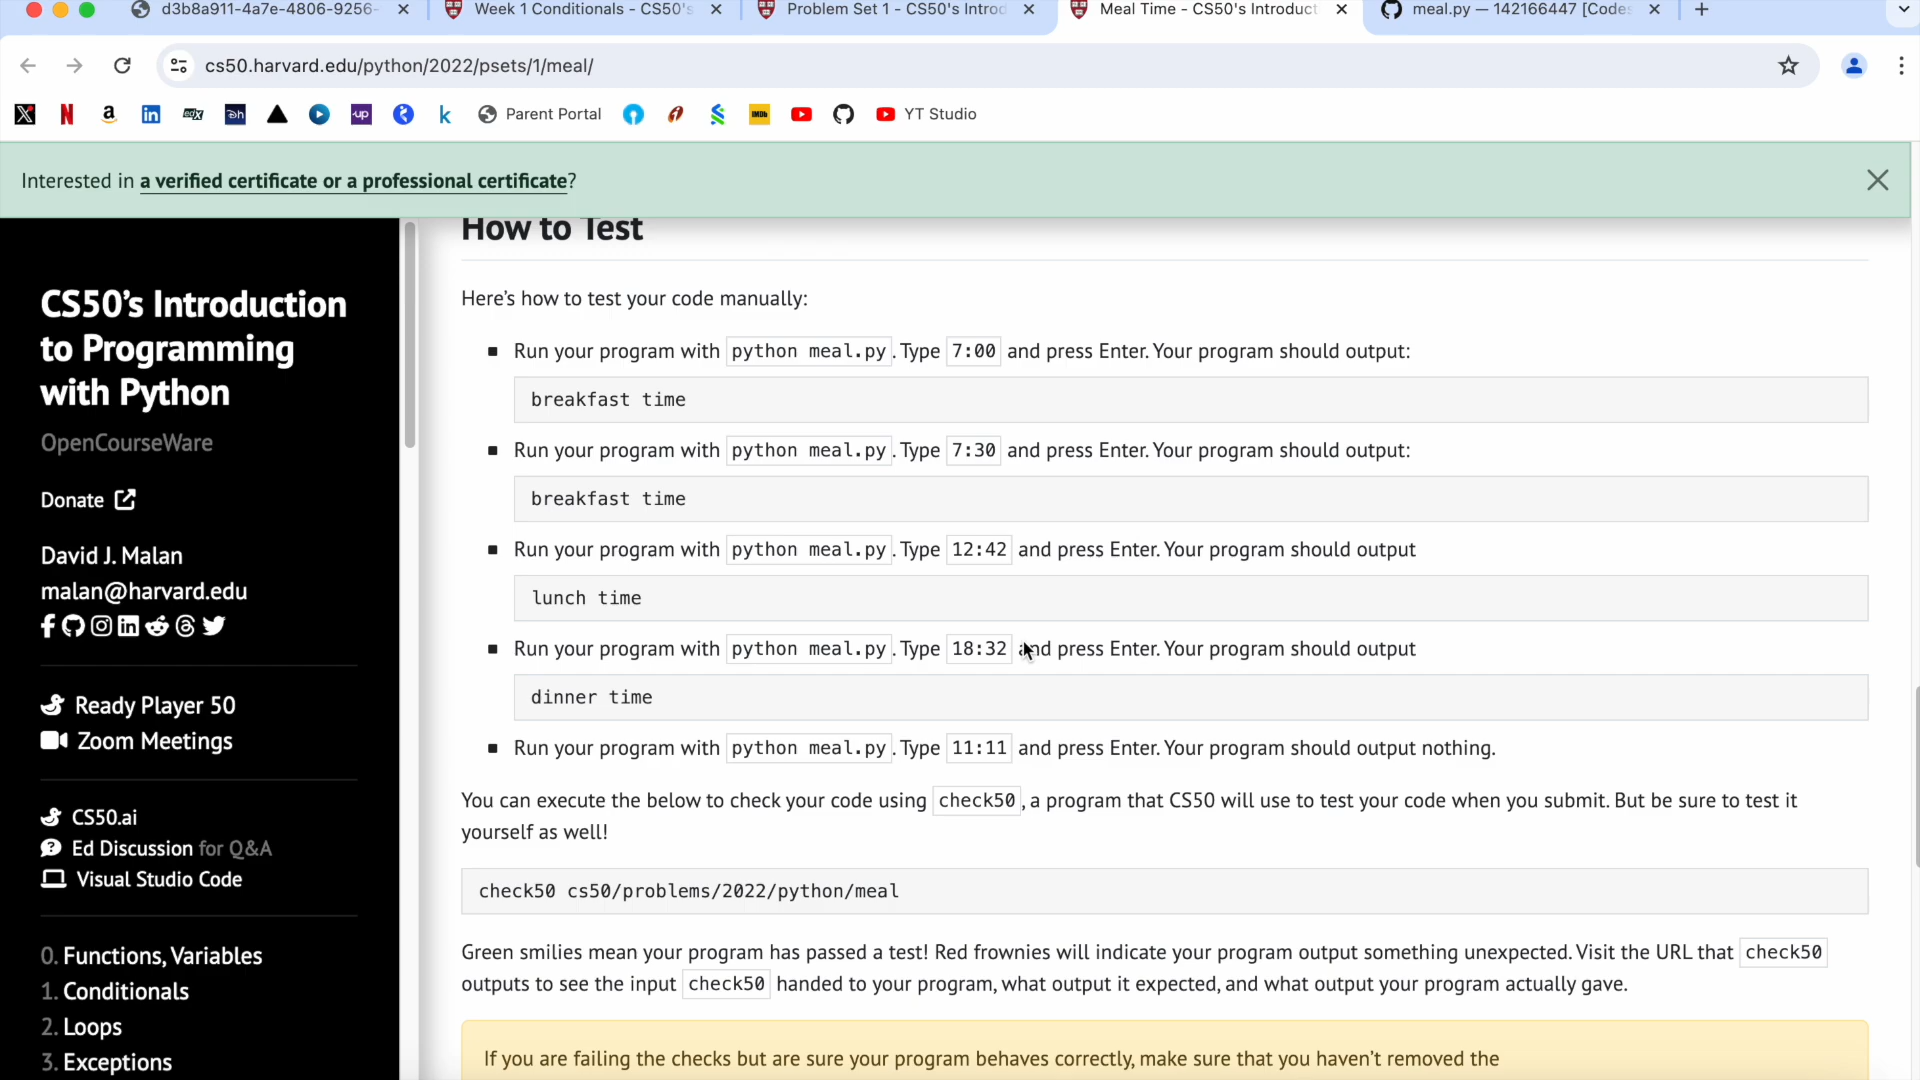 d3b8a911-4a7e-4806-9256-
Week 1 Conditionals - CS50's
Problem Set 1 - CS50's Introd
Meal Time - CS50's Introduct
meal.py — 142166447 [Codes
cs50.harvard.edu/python/2022/psets/1/meal/
X N a in edX Dh up k Parent Portal IMDb YT Studio
Interested in a verified certificate or a professional certificate?
CS50's Introduction
to Programming
with Python
OpenCourseWare
Donate
David J. Malan
malan@harvard.edu
Ready Player 50
Zoom Meetings
CS50.ai
Ed Discussion for Q&A
Visual Studio Code
0. Functions, Variables
1. Conditionals
2. Loops
3. Exceptions
How to Test
Here's how to test your code manually:
Run your program with python meal.py. Type 7:00 and press Enter. Your program should output:
breakfast time
Run your program with python meal.py. Type 7:30 and press Enter. Your program should output:
breakfast time
Run your program with python meal.py. Type 12:42 and press Enter. Your program should output
lunch time
Run your program with python meal.py. Type 18:32 and press Enter. Your program should output
dinner time
Run your program with python meal.py. Type 11:11 and press Enter. Your program should output nothing.
You can execute the below to check your code using check50, a program that CS50 will use to test your code when you submit. But be sure to test it
yourself as well!
check50 cs50/problems/2022/python/meal
Green smilies mean your program has passed a test! Red frownies will indicate your program output something unexpected. Visit the URL that check50
outputs to see the input check50 handed to your program, what output it expected, and what output your program actually gave.
If you are failing the checks but are sure your program behaves correctly, make sure that you haven't removed the